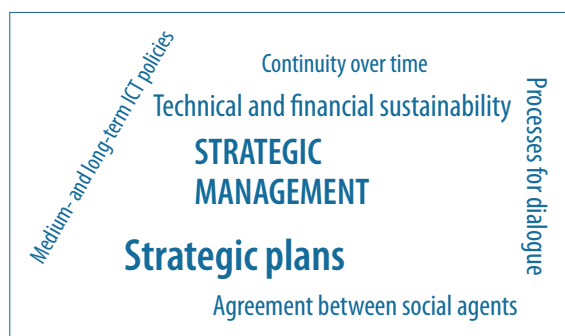 Medium- and long-term ICT policies
Continuity over time
Technical and financial sustainability
Processes for dialogue
STRATEGIC
MANAGEMENT
Strategic plans
Agreement between social agents